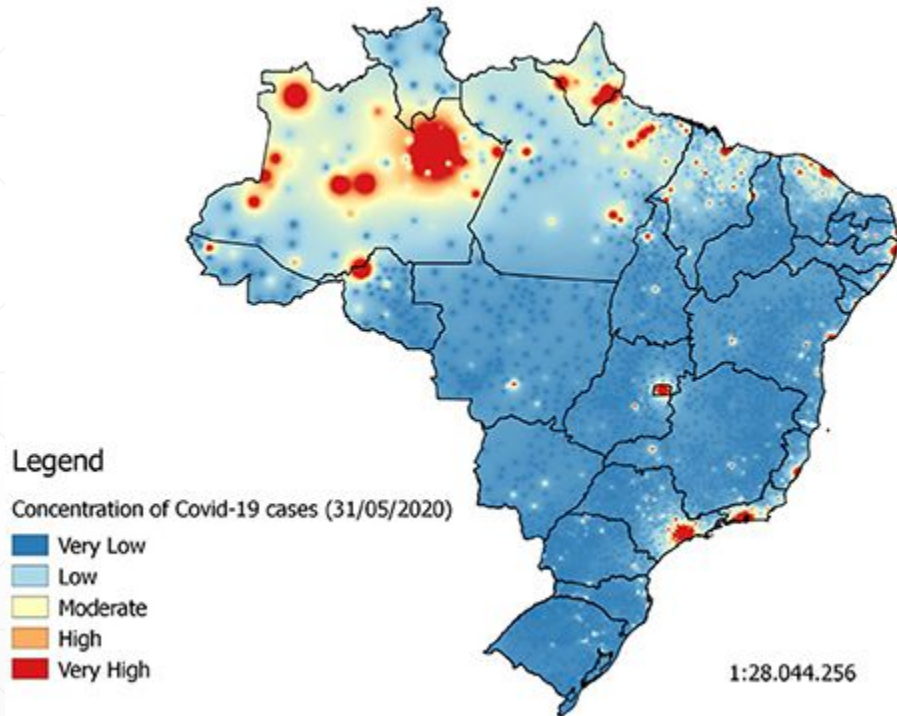 Legend
Concentration of Covid-19 cases (31/05/2020)
Very Low
Low
Moderate
High
Very High
1:28.044.256